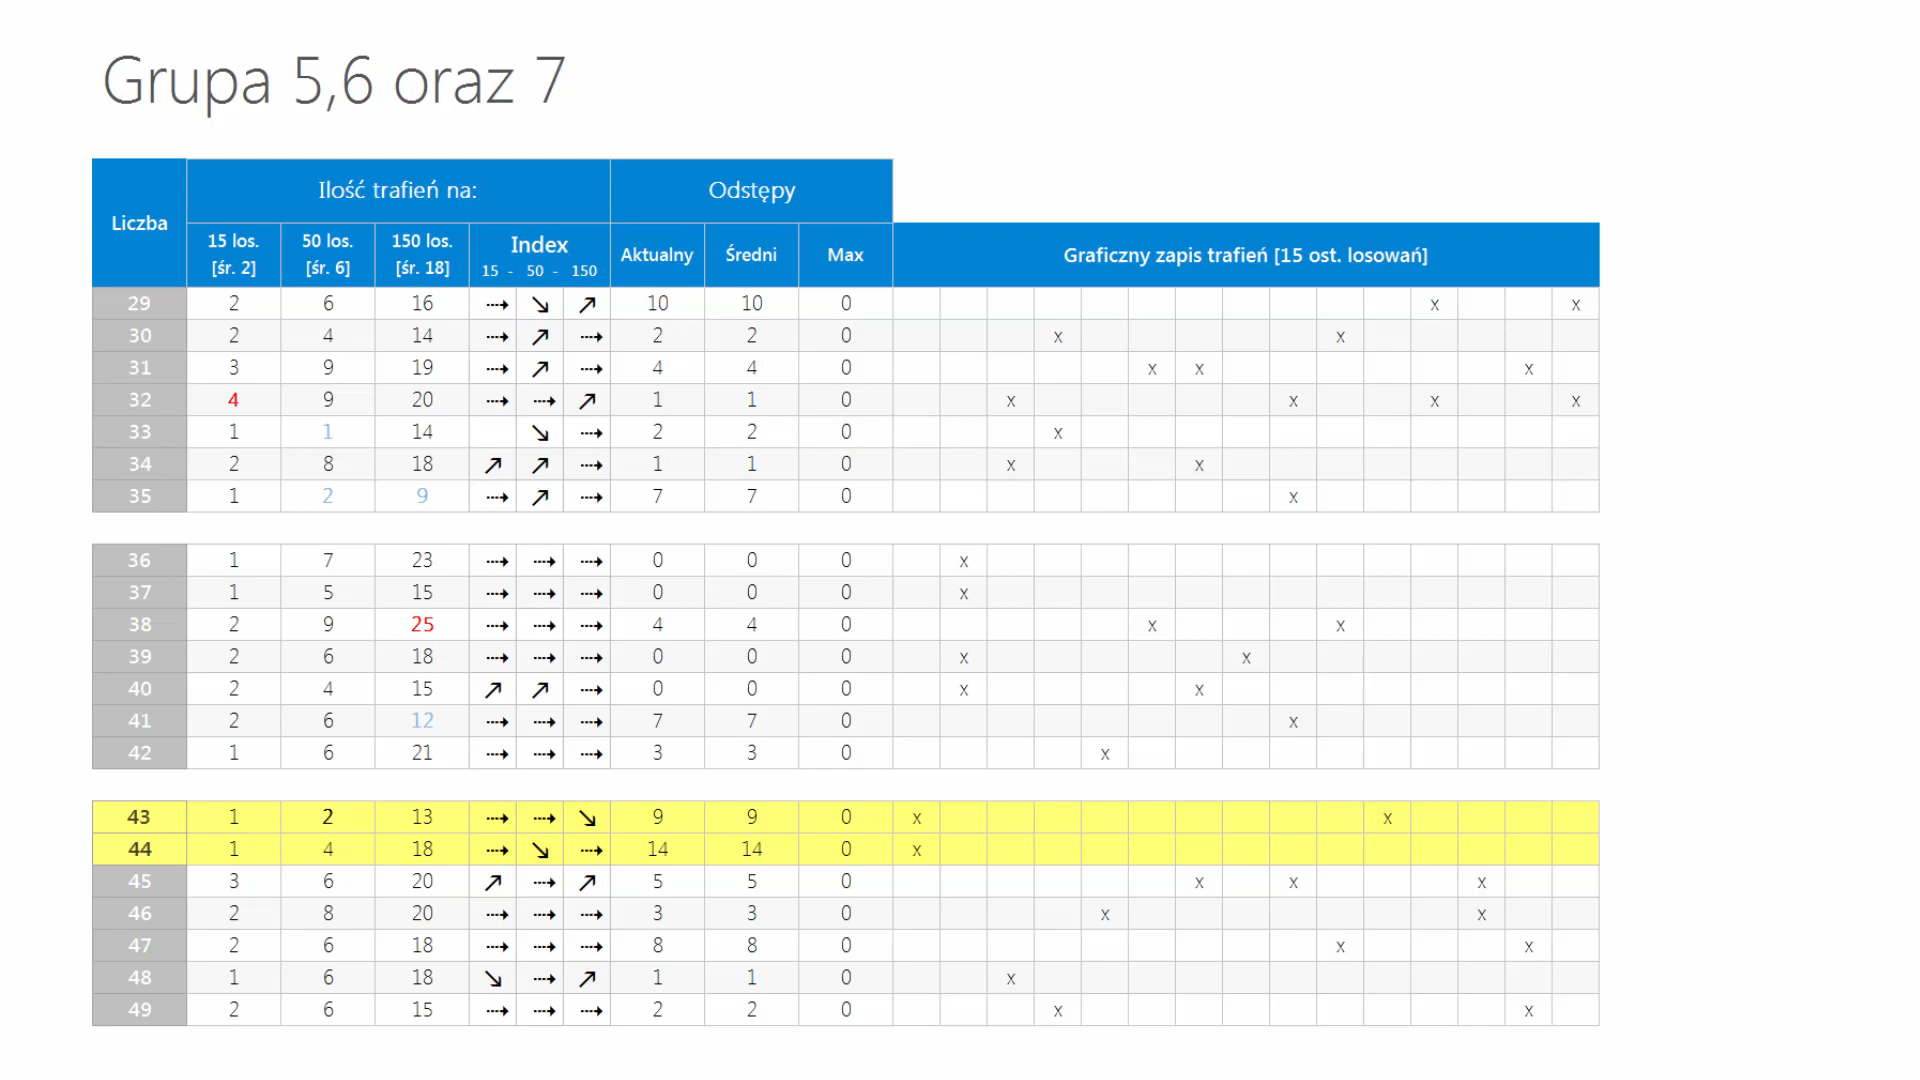 Grupa 5,6 oraz 7
Liczba Ilość trafień na: Odstępy
15 los. [śr. 2] 50 los. [śr. 6] 150 los. [śr. 18] Index 15 - 50 - 150 Aktualny Średni Max Graficzny zapis trafień [15 ost. losowań]
29 2 6 16 ⤏ ↘ ↗ 10 10 0 x x
30 2 4 14 ⤏ ↗ ⤏ 2 2 0 x x
31 3 9 19 ⤏ ↗ ⤏ 4 4 0 x x x
32 4 9 20 ⤏ ⤏ ↗ 1 1 0 x x x x
33 1 1 14 ↘ ⤏ 2 2 0 x
34 2 8 18 ↗ ↗ ⤏ 1 1 0 x x
35 1 2 9 ⤏ ↗ ⤏ 7 7 0 x
36 1 7 23 ⤏ ⤏ ⤏ 0 0 0 x
37 1 5 15 ⤏ ⤏ ⤏ 0 0 0 x
38 2 9 25 ⤏ ⤏ ⤏ 4 4 0 x x
39 2 6 18 ⤏ ⤏ ⤏ 0 0 0 x x
40 2 4 15 ↗ ↗ ⤏ 0 0 0 x x
41 2 6 12 ⤏ ⤏ ⤏ 7 7 0 x
42 1 6 21 ⤏ ⤏ ⤏ 3 3 0 x
43 1 2 13 ⤏ ⤏ ↘ 9 9 0 x x
44 1 4 18 ⤏ ↘ ⤏ 14 14 0 x
45 3 6 20 ↗ ⤏ ↗ 5 5 0 x x x
46 2 8 20 ⤏ ⤏ ⤏ 3 3 0 x x
47 2 6 18 ⤏ ⤏ ⤏ 8 8 0 x x
48 1 6 18 ↘ ⤏ ↗ 1 1 0 x
49 2 6 15 ⤏ ⤏ ⤏ 2 2 0 x x